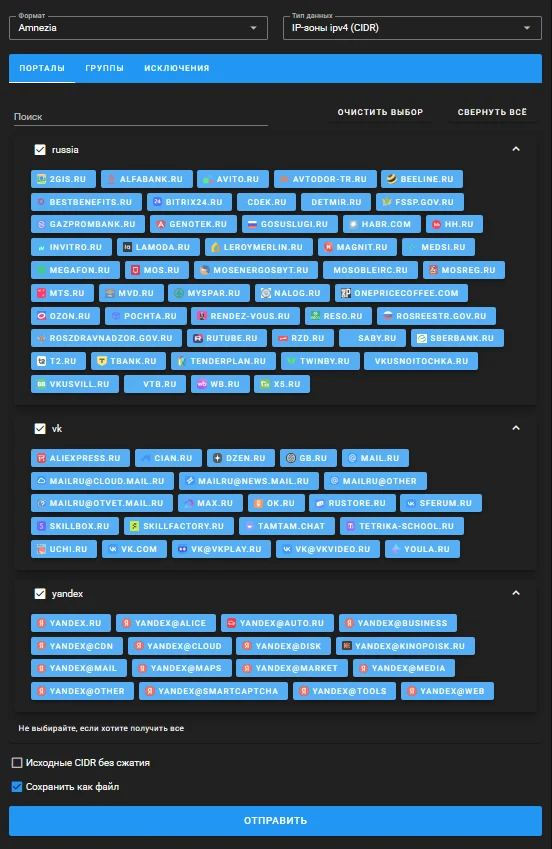 Формат
Тип данных
Amnezia
IP-зоны ipv4 (CIDR)
ПОРТАЛЫ ГРУППЫ ИСКЛЮЧЕНИЯ
Поиск
ОЧИСТИТЬ ВЫБОР СВЕРНУТЬ ВСЁ
russia
2GIS.RU ALFABANK.RU AVITO.RU AVTODOR-TR.RU BEELINE.RU
BESTBENEFITS.RU BITRIX24.RU CDEK.RU DETMIR.RU FSSP.GOV.RU
GAZPROMBANK.RU GENOTEK.RU GOSUSLUGI.RU HABR.COM HH.RU
INVITRO.RU LAMODA.RU LEROYMERLIN.RU MAGNIT.RU MEDSI.RU
MEGAFON.RU MOS.RU MOSENERGOSBYT.RU MOSOBLEIRC.RU MOSREG.RU
MTS.RU MVD.RU MYSPAR.RU NALOG.RU ONEPRICECOFFEE.COM
OZON.RU POCHTA.RU RENDEZ-VOUS.RU RESO.RU ROSREESTR.GOV.RU
ROSZDRAVNADZOR.GOV.RU RUTUBE.RU RZD.RU SABY.RU SBERBANK.RU
T2.RU TBANK.RU TENDERPLAN.RU TWINBY.RU VKUSNOITOCHKA.RU
VKUSVILL.RU VTB.RU WB.RU X5.RU
vk
ALIEXPRESS.RU CIAN.RU DZEN.RU GB.RU MAIL.RU
MAILRU@CLOUD.MAIL.RU MAILRU@NEWS.MAIL.RU MAILRU@OTHER
MAILRU@OTVET.MAIL.RU MAX.RU OK.RU RUSTORE.RU SFERUM.RU
SKILLBOX.RU SKILLFACTORY.RU TAMTAM.CHAT TETRIKA-SCHOOL.RU
UCHI.RU VK.COM VK@VKPLAY.RU VK@VKVIDEO.RU YOULA.RU
yandex
YANDEX.RU YANDEX@ALICE YANDEX@AUTO.RU YANDEX@BUSINESS
YANDEX@CDN YANDEX@CLOUD YANDEX@DISK YANDEX@KINOPOISK.RU
YANDEX@MAIL YANDEX@MAPS YANDEX@MARKET YANDEX@MEDIA
YANDEX@OTHER YANDEX@SMARTCAPTCHA YANDEX@TOOLS YANDEX@WEB
Не выбирайте, если хотите получить все
Исходные CIDR без сжатия
Сохранить как файл
ОТПРАВИТЬ